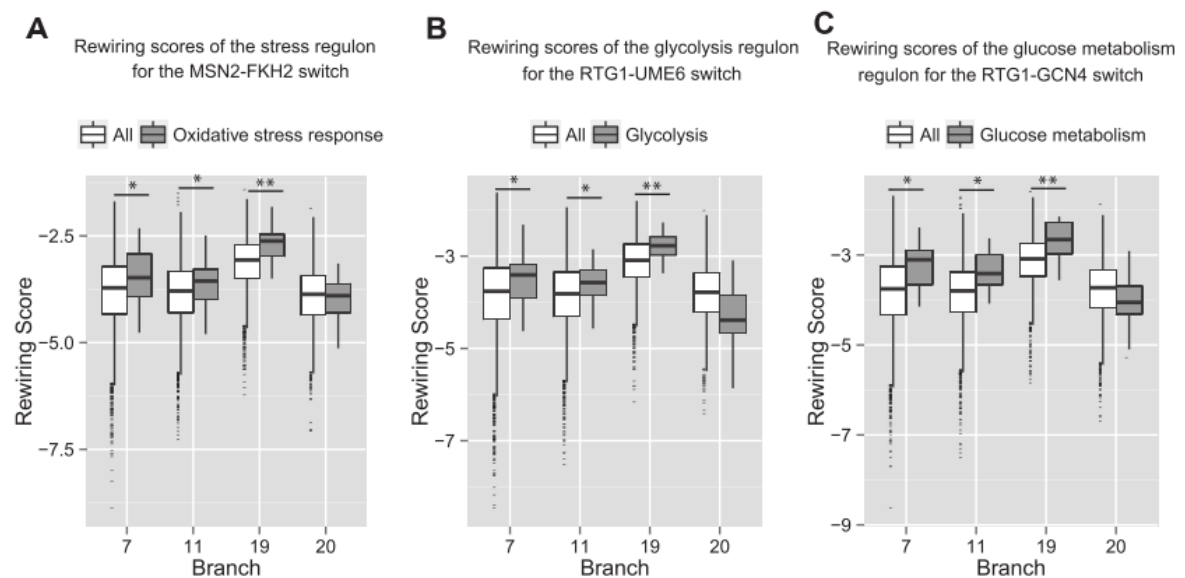 A
Rewiring scores of the stress regulon
for the MSN2-FKH2 switch
All Oxidative stress response
* * **
Rewiring Score
−2.5
−5.0
−7.5
7 11 19 20
Branch
B
Rewiring scores of the glycolysis regulon
for the RTG1-UME6 switch
All Glycolysis
* * **
Rewiring Score
−3
−5
−7
7 11 19 20
Branch
C
Rewiring scores of the glucose metabolism
regulon for the RTG1-GCN4 switch
All Glucose metabolism
* * **
Rewiring Score
−3
−5
−7
−9
7 11 19 20
Branch